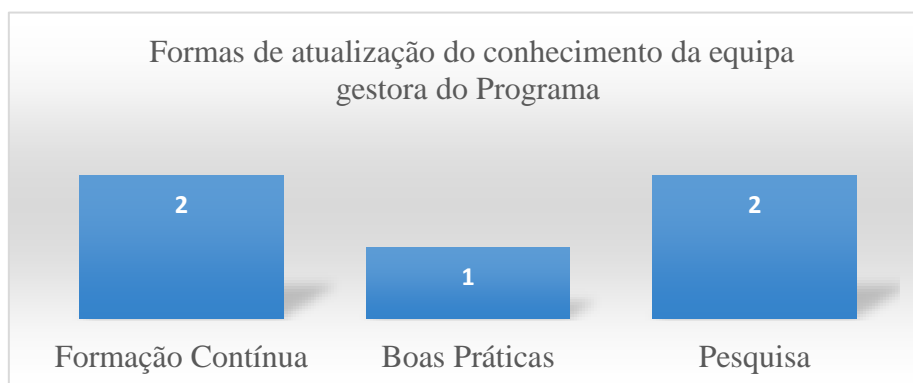 Formas de atualização do conhecimento da equipa
gestora do Programa
2
1
2
Formação Contínua
Boas Práticas
Pesquisa